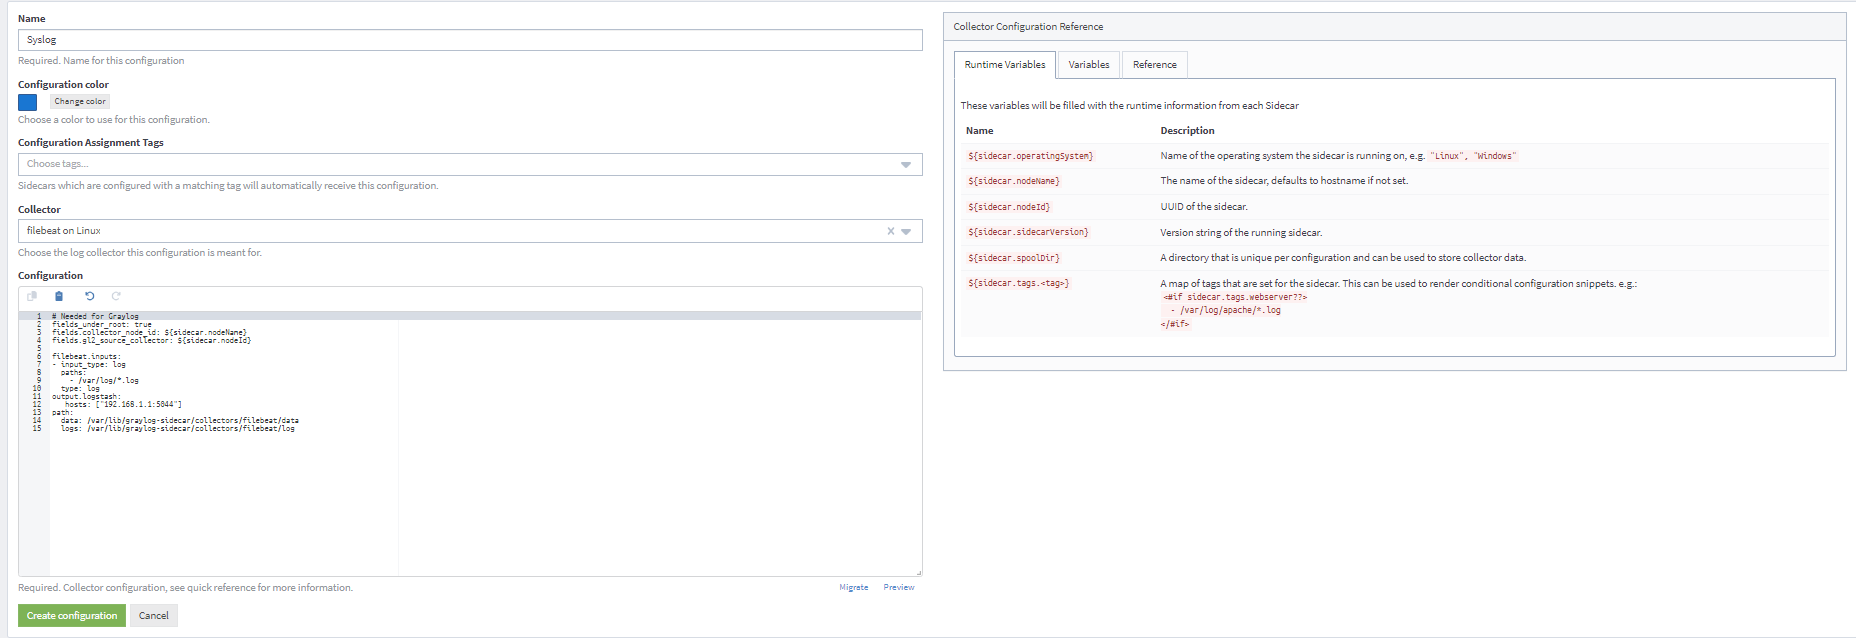 Name
Syslog
Required. Name for this configuration
Configuration color
Change color
Choose a color to use for this configuration.
Configuration Assignment Tags
Choose tags...
Sidecars which are configured with a matching tag will automatically receive this configuration.
Collector
filebeat on Linux
Choose the log collector this configuration is meant for.
Configuration
1 # Needed for Graylog
2 fields_under_root: true
3 fields.collector_node_id: ${sidecar.nodeName}
4 fields.gl2_source_collector: ${sidecar.nodeId}
5
6 filebeat.inputs:
7 - input_type: log
8 paths:
9 - /var/log/*.log
10 type: log
11 output.logstash:
12 hosts: ["192.168.1.1:5044"]
13 path:
14 data: /var/lib/graylog-sidecar/collectors/filebeat/data
15 logs: /var/lib/graylog-sidecar/collectors/filebeat/log
Required. Collector configuration, see quick reference for more information.
Migrate Preview
Create configuration Cancel
Collector Configuration Reference
Runtime Variables Variables Reference
These variables will be filled with the runtime information from each Sidecar
Name Description
${sidecar.operatingSystem} Name of the operating system the sidecar is running on, e.g. "Linux", "Windows"
${sidecar.nodeName} The name of the sidecar, defaults to hostname if not set.
${sidecar.nodeId} UUID of the sidecar.
${sidecar.sidecarVersion} Version string of the running sidecar.
${sidecar.spoolDir} A directory that is unique per configuration and can be used to store collector data.
${sidecar.tags.<tag>} A map of tags that are set for the sidecar. This can be used to render conditional configuration snippets. e.g.:
<#if sidecar.tags.webserver??>
- /var/log/apache/*.log
</#if>